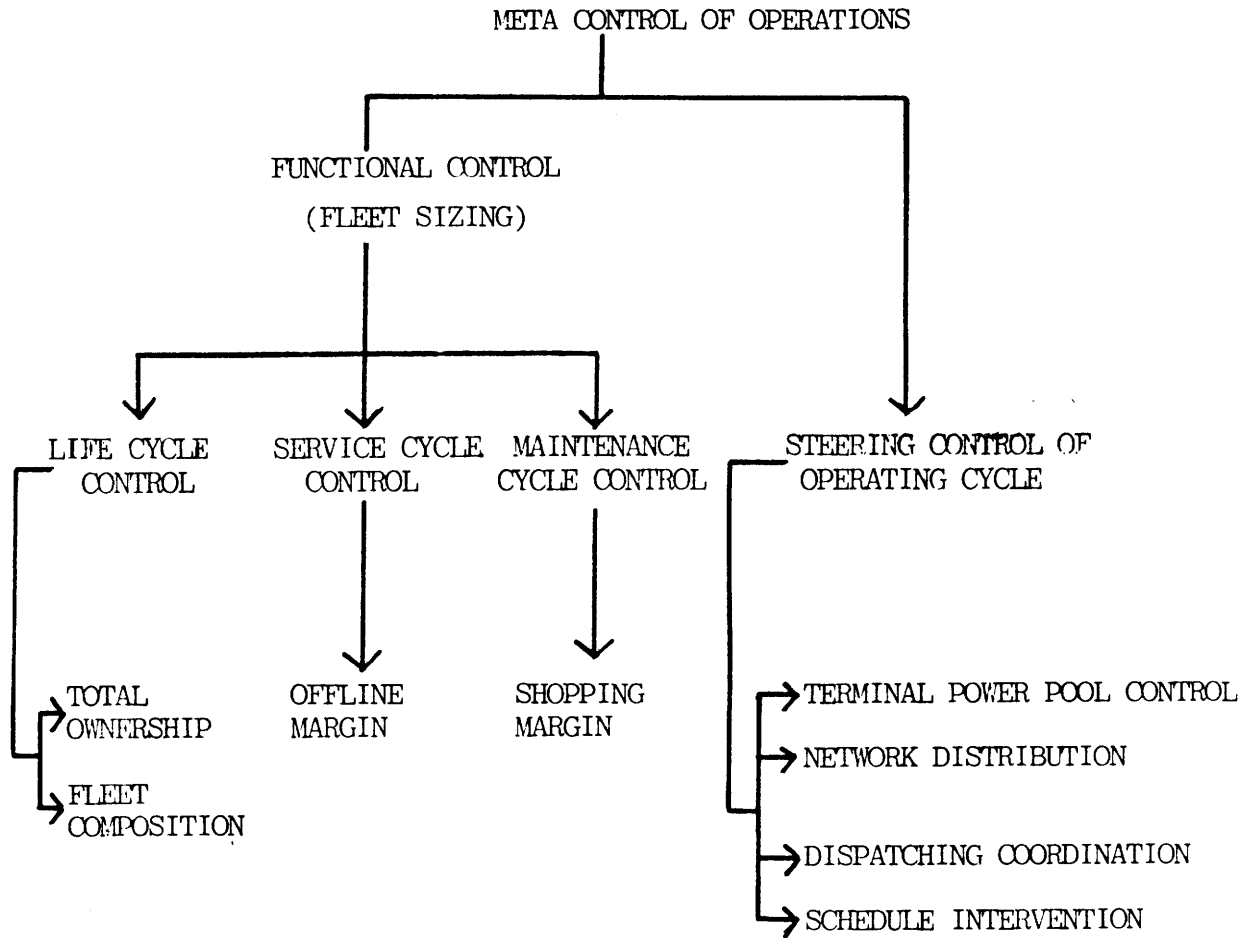 META CONTROL OF OPERATIONS
FUNCTIONAL CONTROL
(FLEET SIZING)
LIFE CYCLE
CONTROL
SERVICE CYCLE
CONTROL
MAINTENANCE
CYCLE CONTROL
STEERING CONTROL OF
OPERATING CYCLE
TOTAL
OWNERSHIP
FLEET
COMPOSITION
OFFLINE
MARGIN
SHOPPING
MARGIN
TERMINAL POWER POOL CONTROL
NETWORK DISTRIBUTION
DISPATCHING COORDINATION
SCHEDULE INTERVENTION